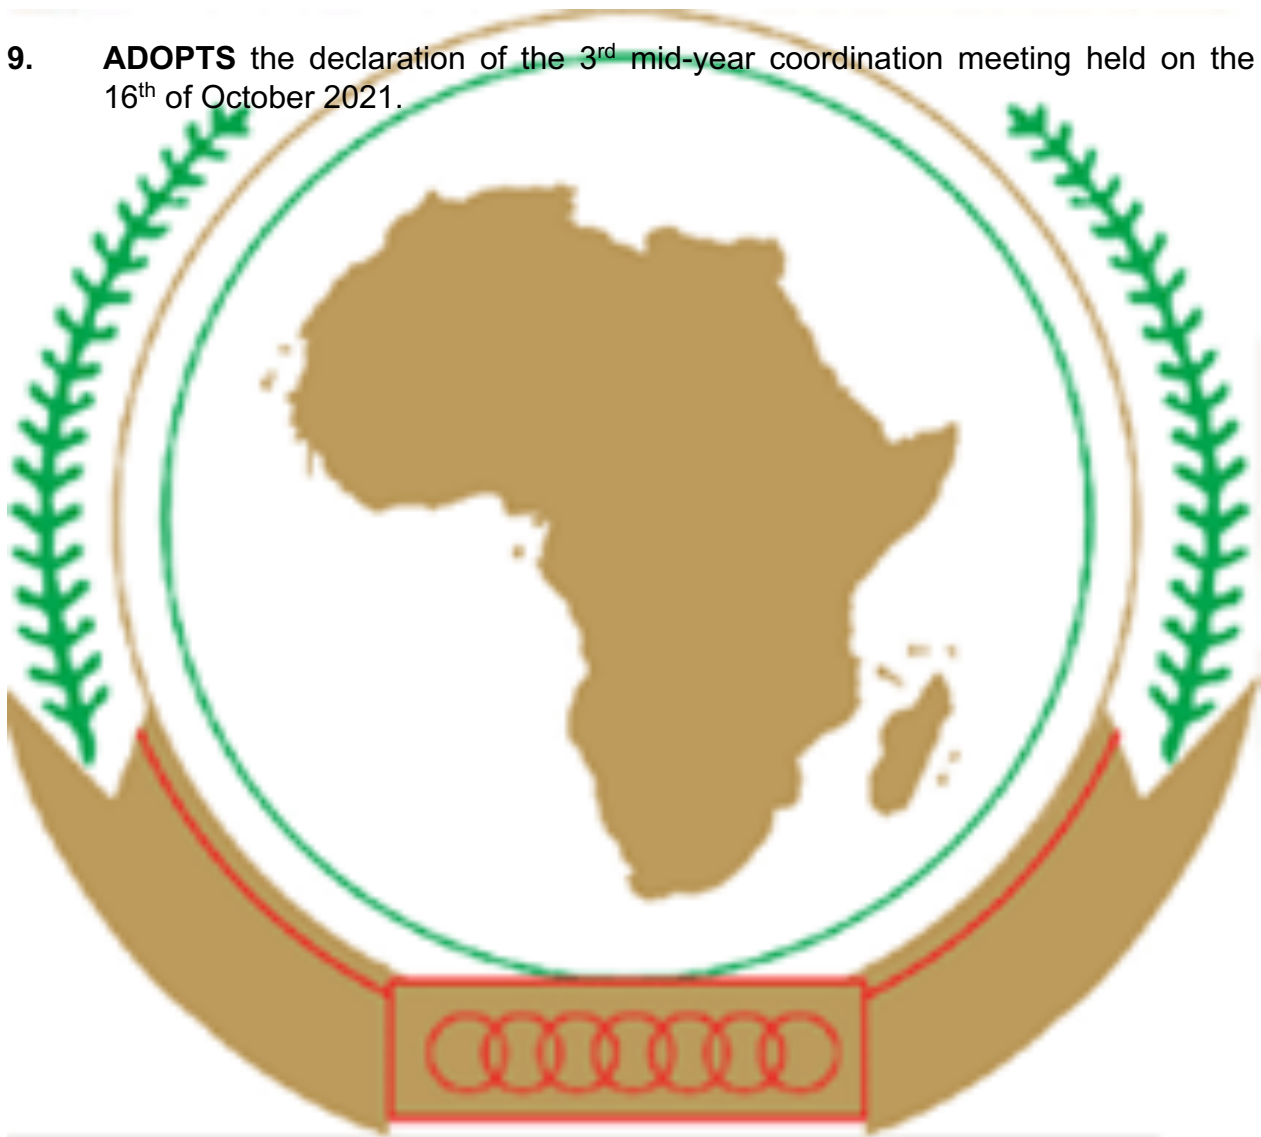 9. ADOPTS the declaration of the 3rd mid-year coordination meeting held on the
16th of October 2021.